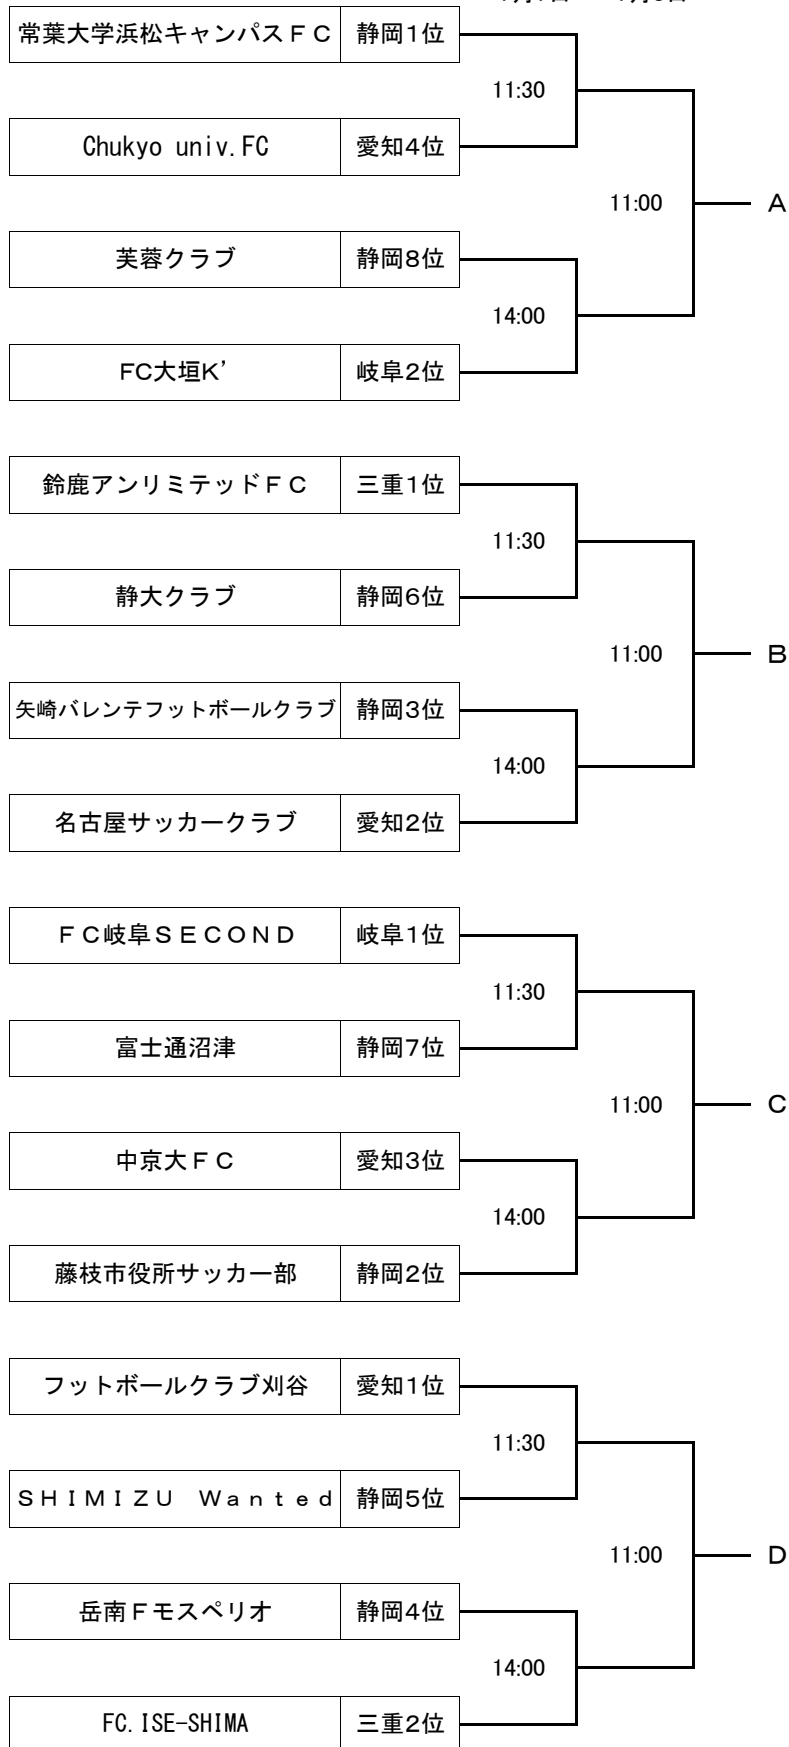 常葉大学浜松キャンパスＦＣ 静岡1位
11:30
Chukyo univ.FC 愛知4位
11:00 A
芙蓉クラブ 静岡8位
14:00
FC大垣K’ 岐阜2位
鈴鹿アンリミテッドＦＣ 三重1位
11:30
静大クラブ 静岡6位
11:00 B
矢崎バレンテフットボールクラブ 静岡3位
14:00
名古屋サッカークラブ 愛知2位
ＦＣ岐阜ＳＥＣＯＮＤ 岐阜1位
11:30
富士通沼津 静岡7位
11:00 C
中京大ＦＣ 愛知3位
14:00
藤枝市役所サッカー部 静岡2位
フットボールクラブ刈谷 愛知1位
11:30
ＳＨＩＭＩＺＵ　Ｗａｎｔｅｄ 静岡5位
11:00 D
岳南Ｆモスペリオ 静岡4位
14:00
FC.ISE-SHIMA 三重2位